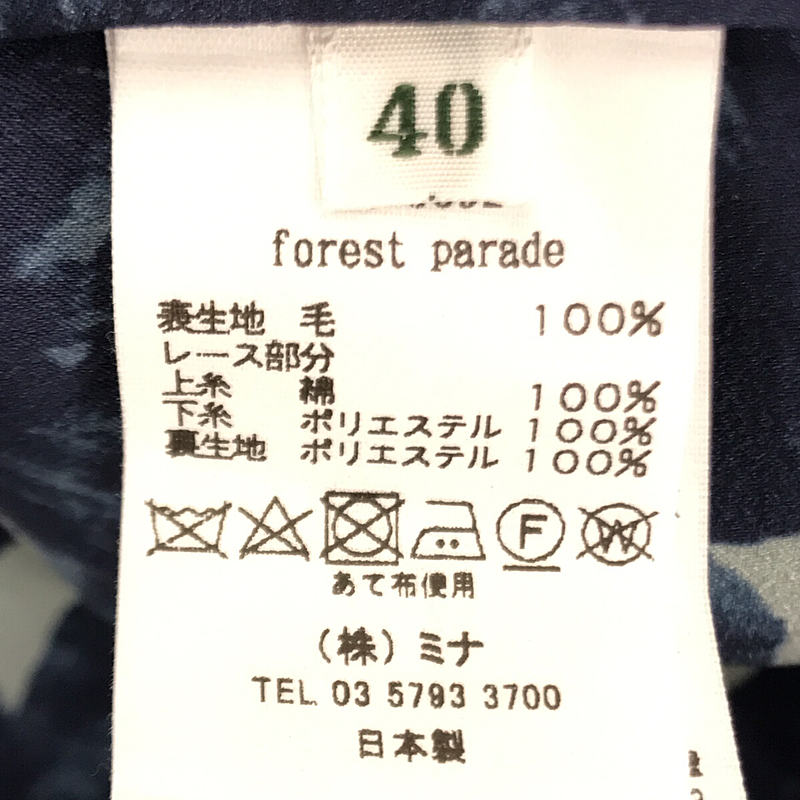 40
forest parade
表生地 毛 100%
レース部分
上糸 綿 100%
下糸 ポリエステル 100%
裏生地 ポリエステル 100%
F W
あて布使用
(株)ミナ
TEL 03 5793 3700
日本製